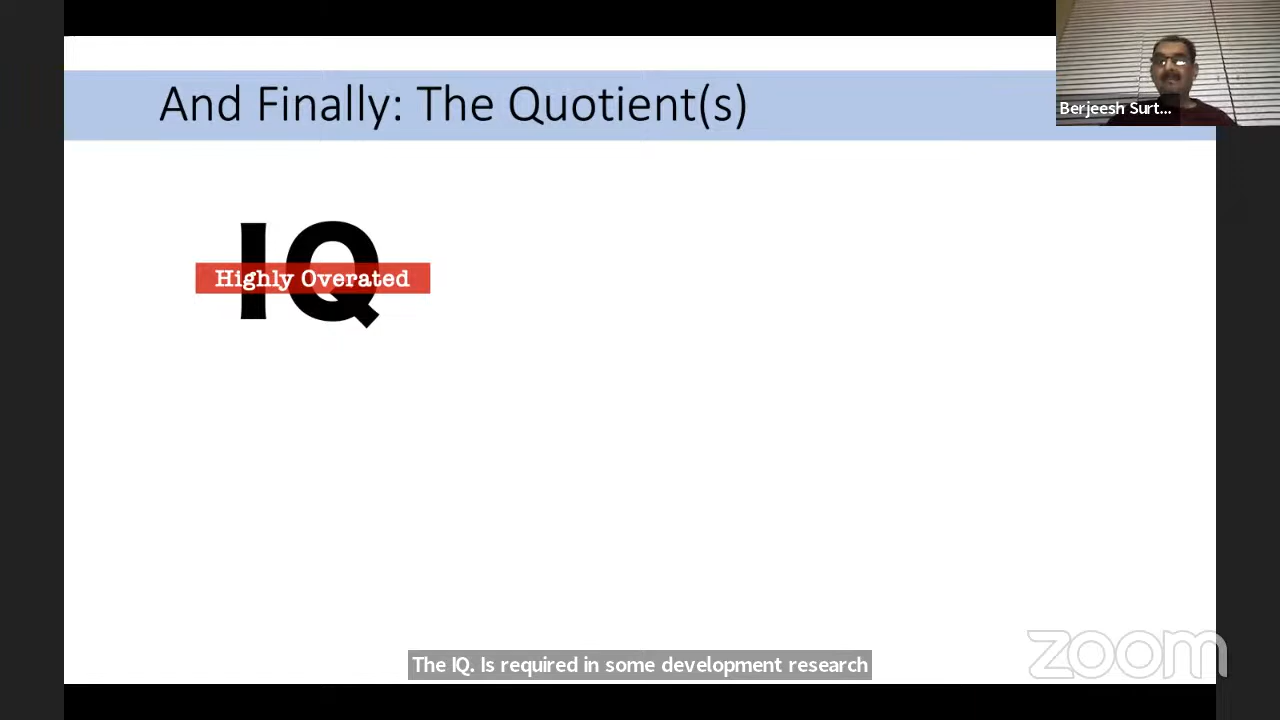 And Finally: The Quotient(s)
Berjeesh Surt...
IQ
Highly Overated
The IQ. Is required in some development research
zoom